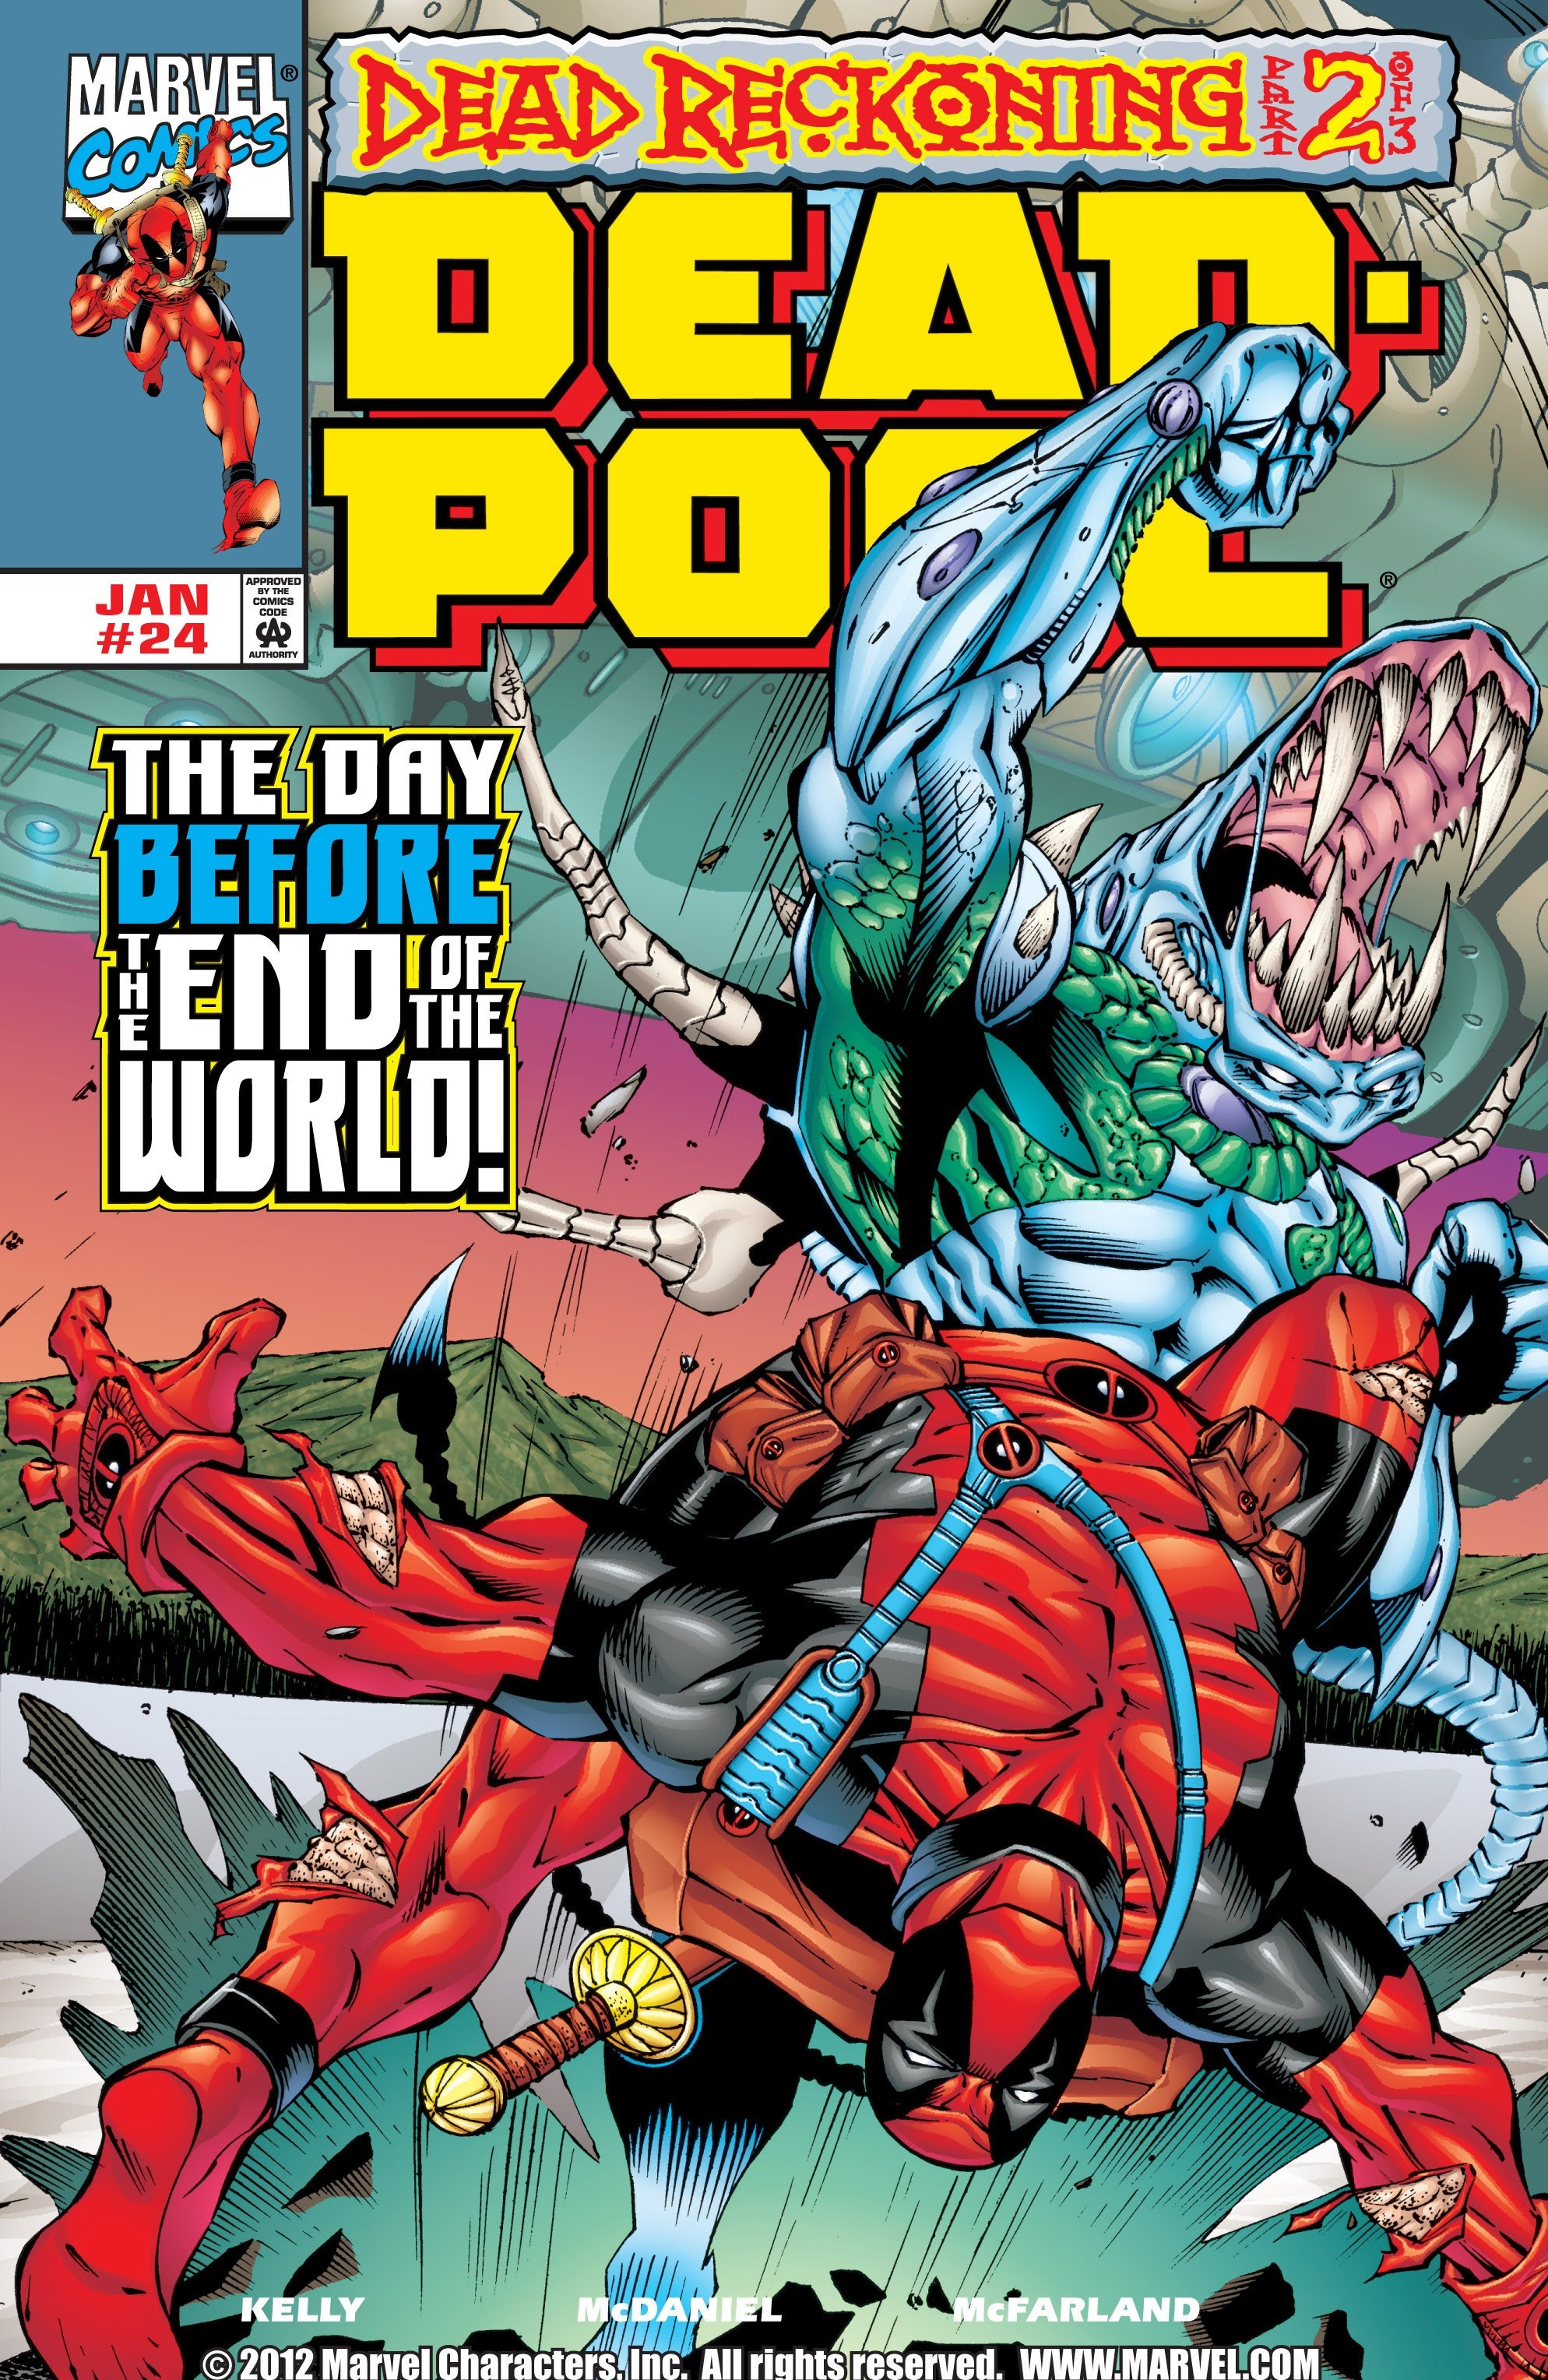 MARVEL®
COMICS
DEAD RECKONING PART 2 OF 3
DEAD-
POOL®
JAN
#24
APPROVED
BY THE
COMICS
CODE
CA
AUTHORITY
THE DAY
BEFORE
THE END OF THE
WORLD!
KELLY McDANIEL McFARLAND
© 2012 Marvel Characters, Inc. All rights reserved. WWW.MARVEL.COM